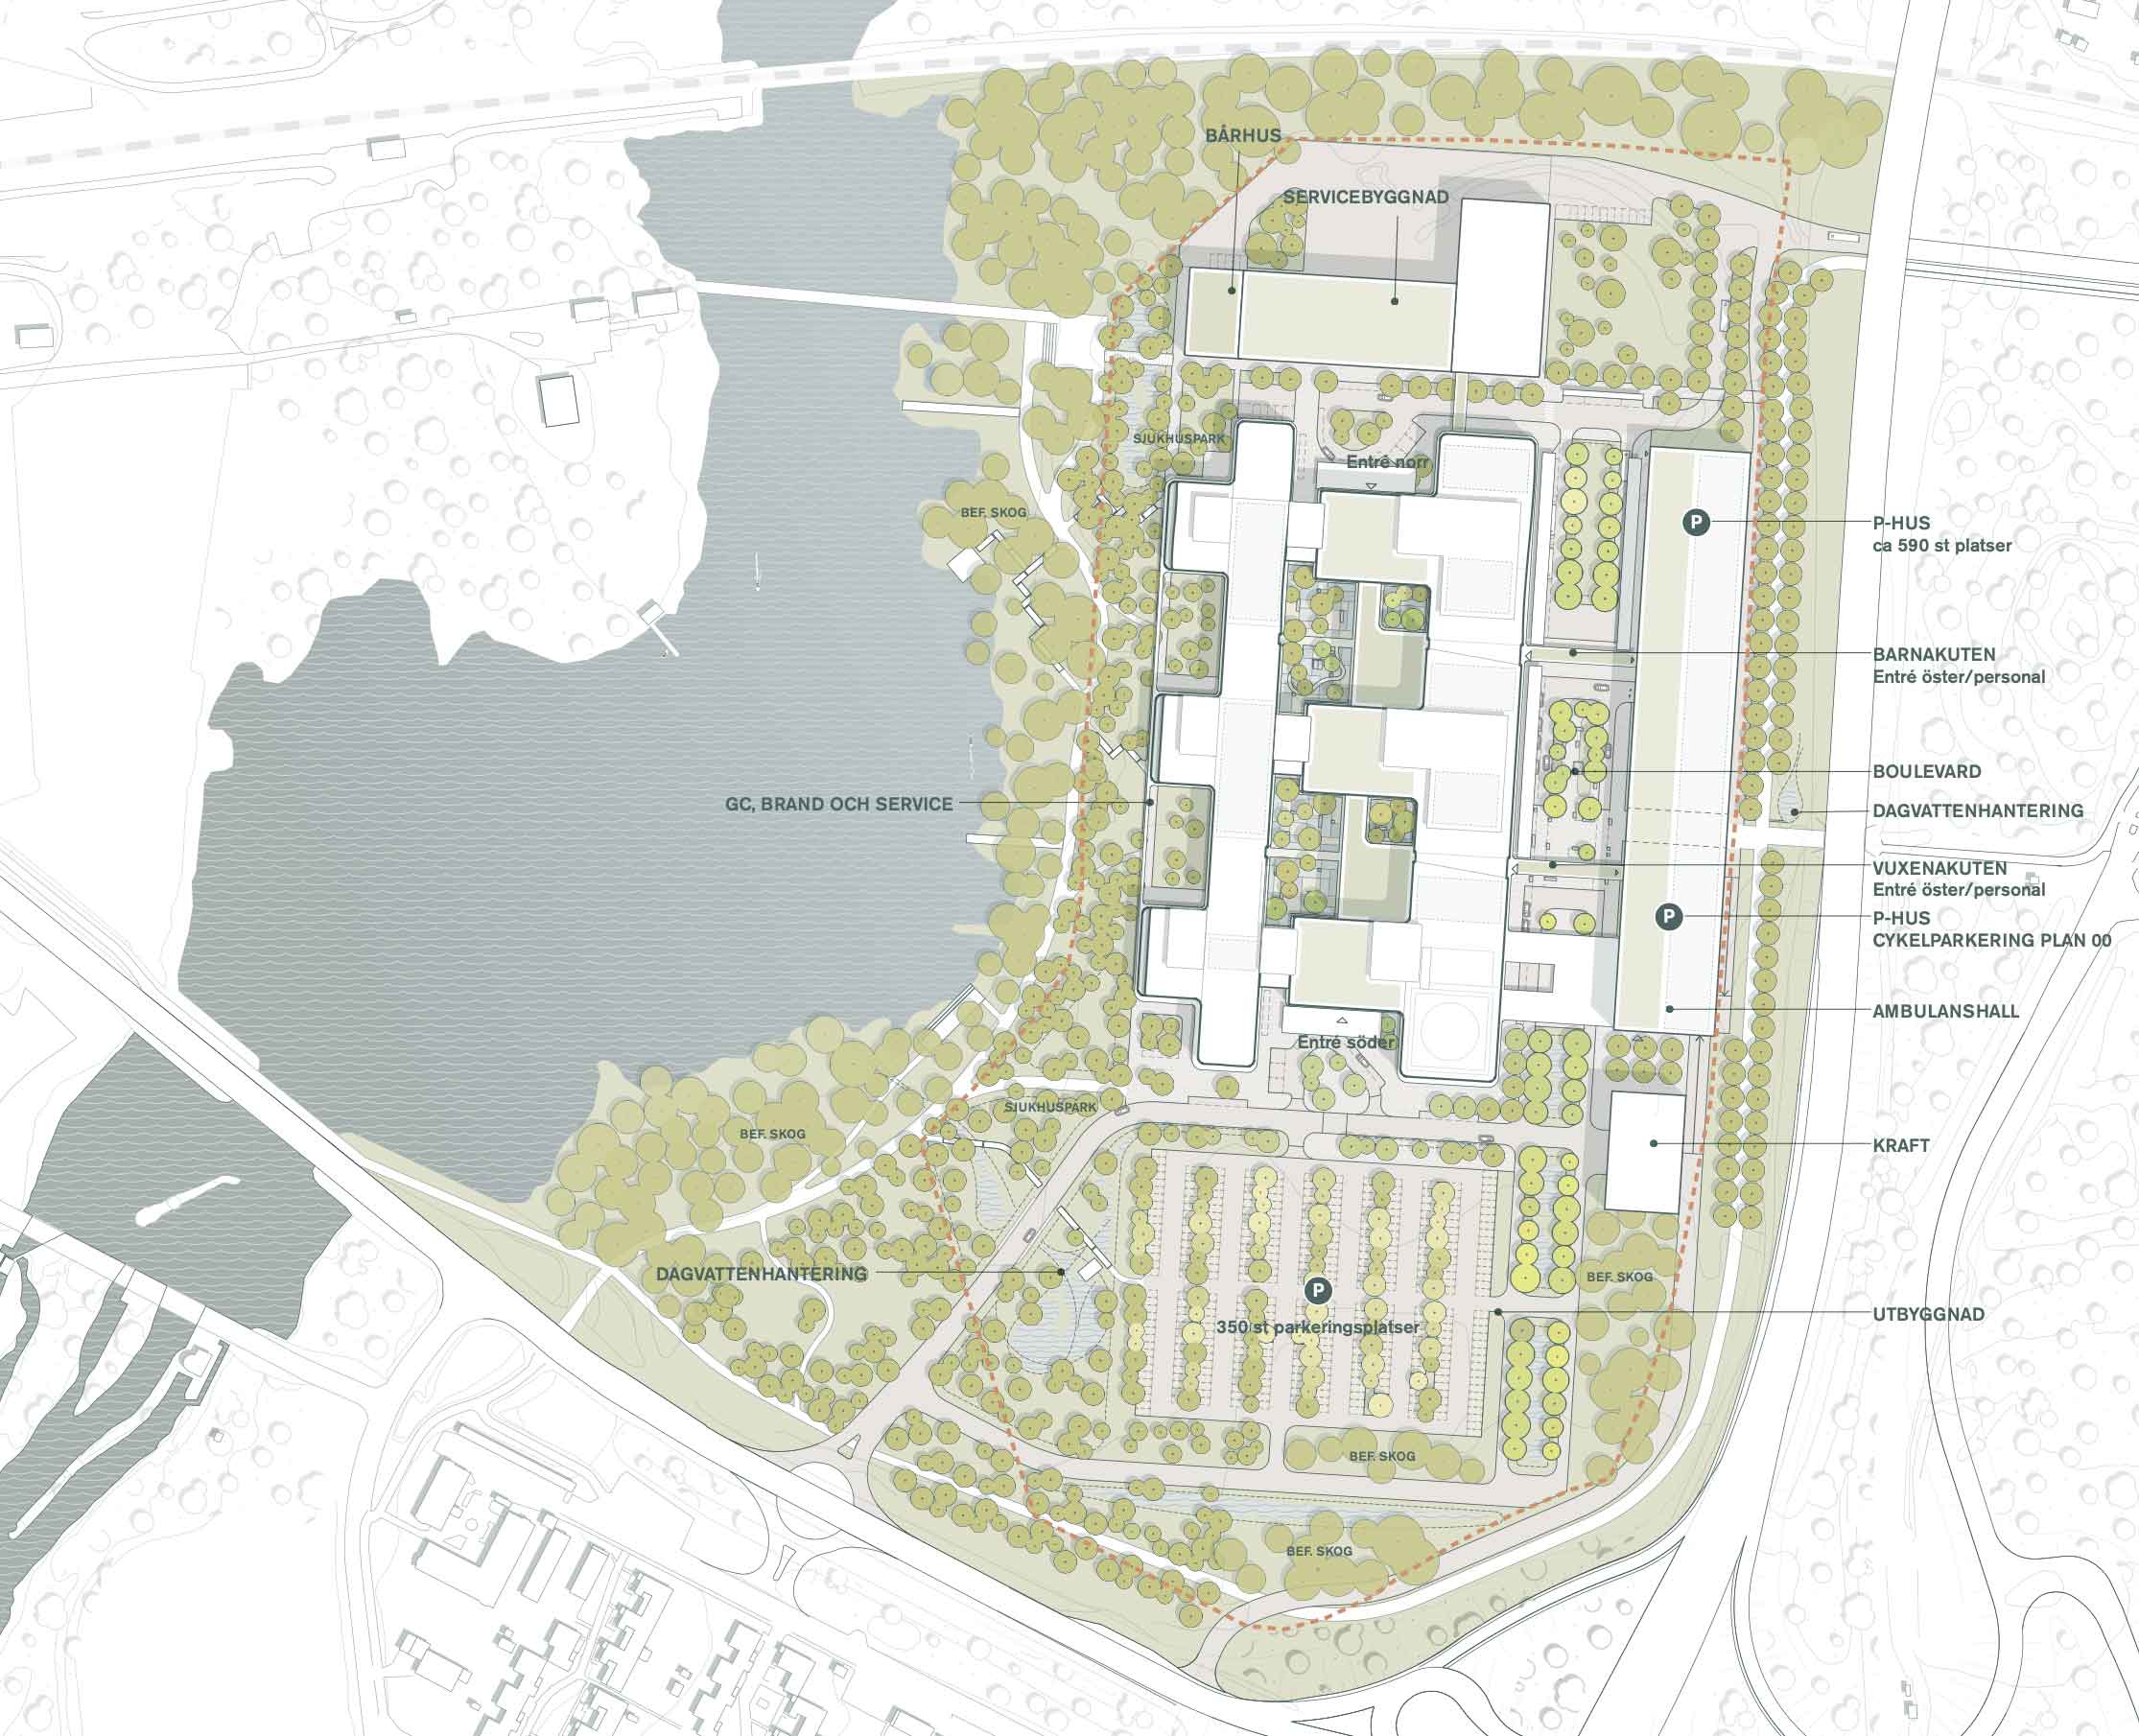 BÅRHUS
SERVICEBYGGNAD
SJUKHUSPARK
Entré norr
BEF. SKOG
P
P-HUS
ca 590 st platser
BARNAKUTEN
Entré öster/personal
BOULEVARD
GC, BRAND OCH SERVICE
DAGVATTENHANTERING
VUXENAKUTEN
Entré öster/personal
P
P-HUS
CYKELPARKERING PLAN 00
AMBULANSHALL
Entré söder
SJUKHUSPARK
BEF. SKOG
KRAFT
DAGVATTENHANTERING
BEF. SKOG
P
350 st parkeringsplatser
UTBYGGNAD
BEF. SKOG
BEF. SKOG